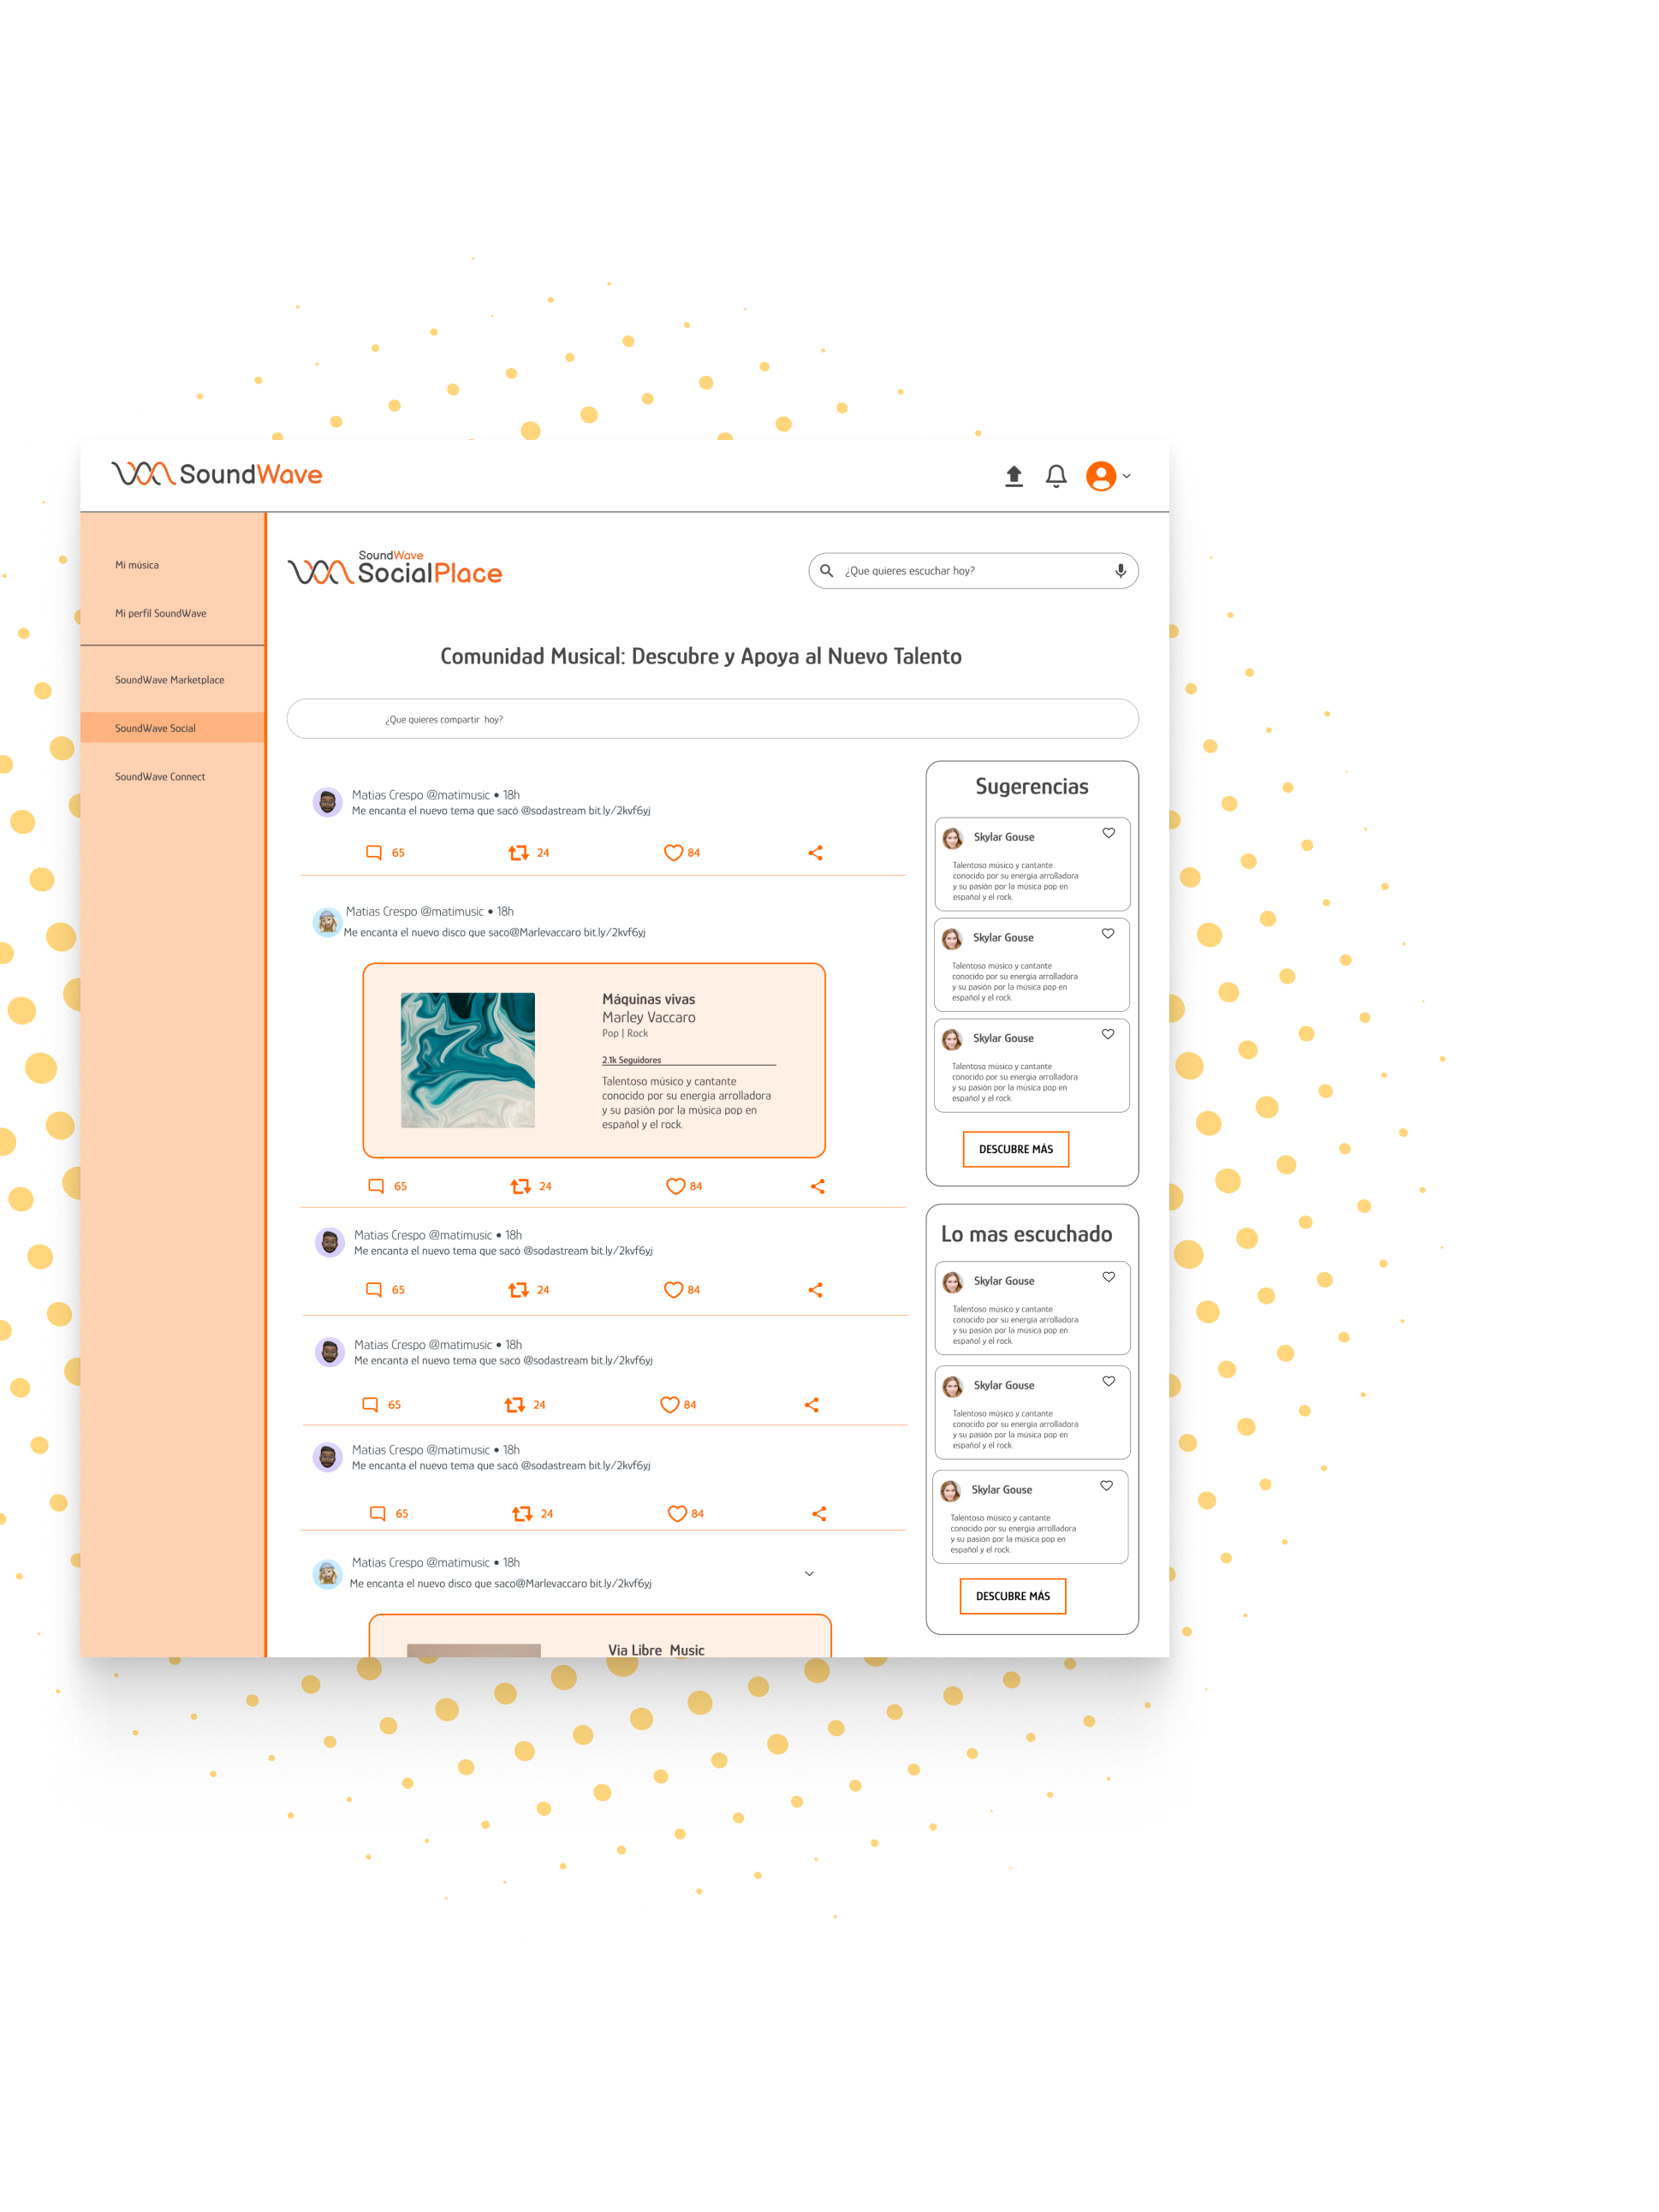 SoundWave
Mi música
Mi perfil SoundWave
SoundWave Marketplace
SoundWave Social
SoundWave Connect
SoundWave
SocialPlace
¿Que quieres escuchar hoy?
Comunidad Musical: Descubre y Apoya al Nuevo Talento
¿Que quieres compartir hoy?
Matias Crespo @matimusic • 18h
Me encanta el nuevo tema que sacó @sodastream bit.ly/2kvf6yj
65 24 84
Matias Crespo @matimusic • 18h
Me encanta el nuevo disco que saco@Marlevaccaro bit.ly/2kvf6yj
Máquinas vivas
Marley Vaccaro
Pop | Rock
2.1k Seguidores
Talentoso músico y cantante
conocido por su energía arrolladora
y su pasión por la música pop en
español y el rock.
65 24 84
Matias Crespo @matimusic • 18h
Me encanta el nuevo tema que sacó @sodastream bit.ly/2kvf6yj
65 24 84
Matias Crespo @matimusic • 18h
Me encanta el nuevo tema que sacó @sodastream bit.ly/2kvf6yj
65 24 84
Matias Crespo @matimusic • 18h
Me encanta el nuevo tema que sacó @sodastream bit.ly/2kvf6yj
65 24 84
Matias Crespo @matimusic • 18h
Me encanta el nuevo disco que saco@Marlevaccaro bit.ly/2kvf6yj
Via Libre Music
Sugerencias
Skylar Gouse
Talentoso músico y cantante
conocido por su energía arrolladora
y su pasión por la música pop en
español y el rock.
Skylar Gouse
Talentoso músico y cantante
conocido por su energía arrolladora
y su pasión por la música pop en
español y el rock.
Skylar Gouse
Talentoso músico y cantante
conocido por su energía arrolladora
y su pasión por la música pop en
español y el rock.
DESCUBRE MÁS
Lo mas escuchado
Skylar Gouse
Talentoso músico y cantante
conocido por su energía arrolladora
y su pasión por la música pop en
español y el rock.
Skylar Gouse
Talentoso músico y cantante
conocido por su energía arrolladora
y su pasión por la música pop en
español y el rock.
Skylar Gouse
Talentoso músico y cantante
conocido por su energía arrolladora
y su pasión por la música pop en
español y el rock.
DESCUBRE MÁS